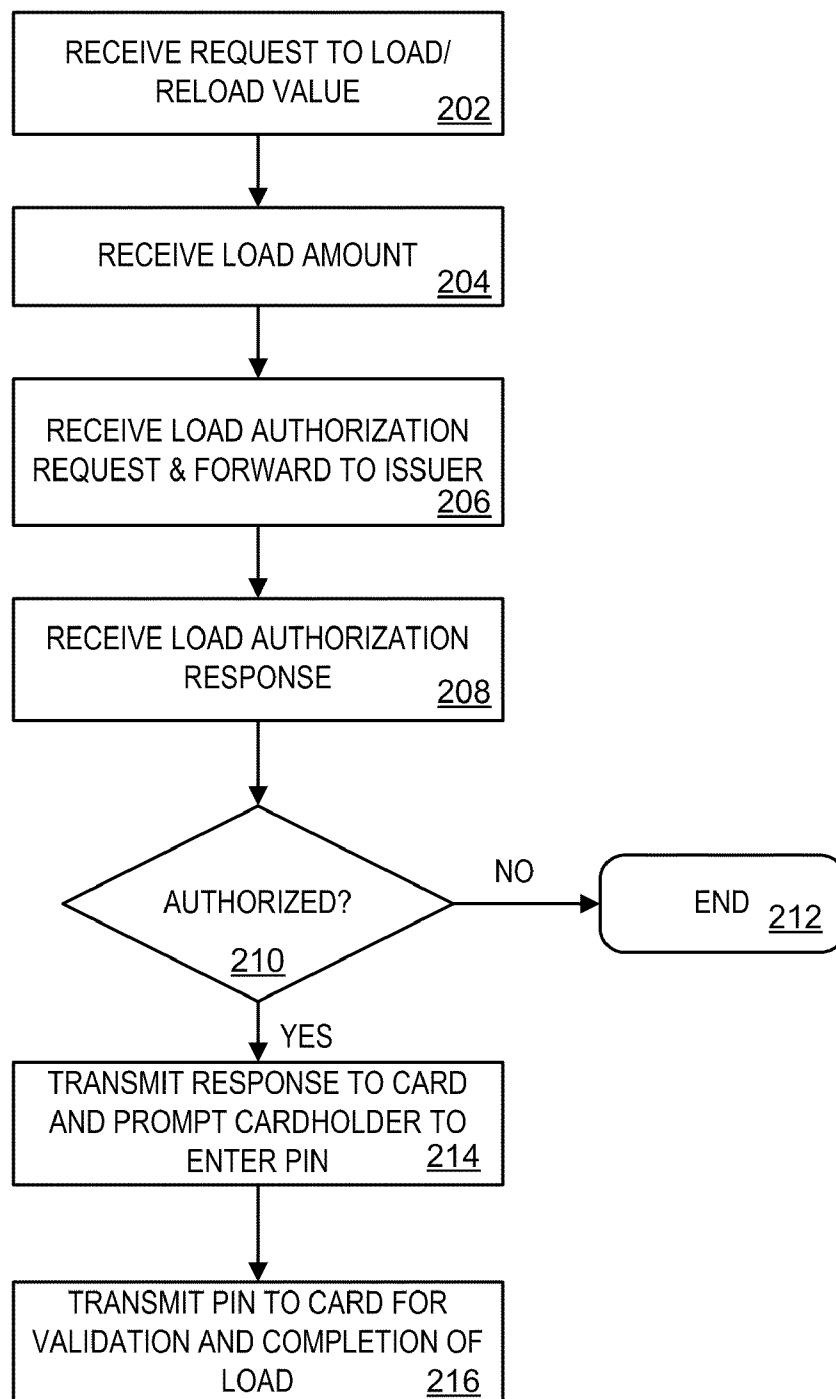 RECEIVE REQUEST TO LOAD/
RELOAD VALUE
202
RECEIVE LOAD AMOUNT
204
RECEIVE LOAD AUTHORIZATION
REQUEST & FORWARD TO ISSUER
206
RECEIVE LOAD AUTHORIZATION
RESPONSE
208
AUTHORIZED?
210
NO
END
212
YES
TRANSMIT RESPONSE TO CARD
AND PROMPT CARDHOLDER TO
ENTER PIN
214
TRANSMIT PIN TO CARD FOR
VALIDATION AND COMPLETION OF
LOAD
216